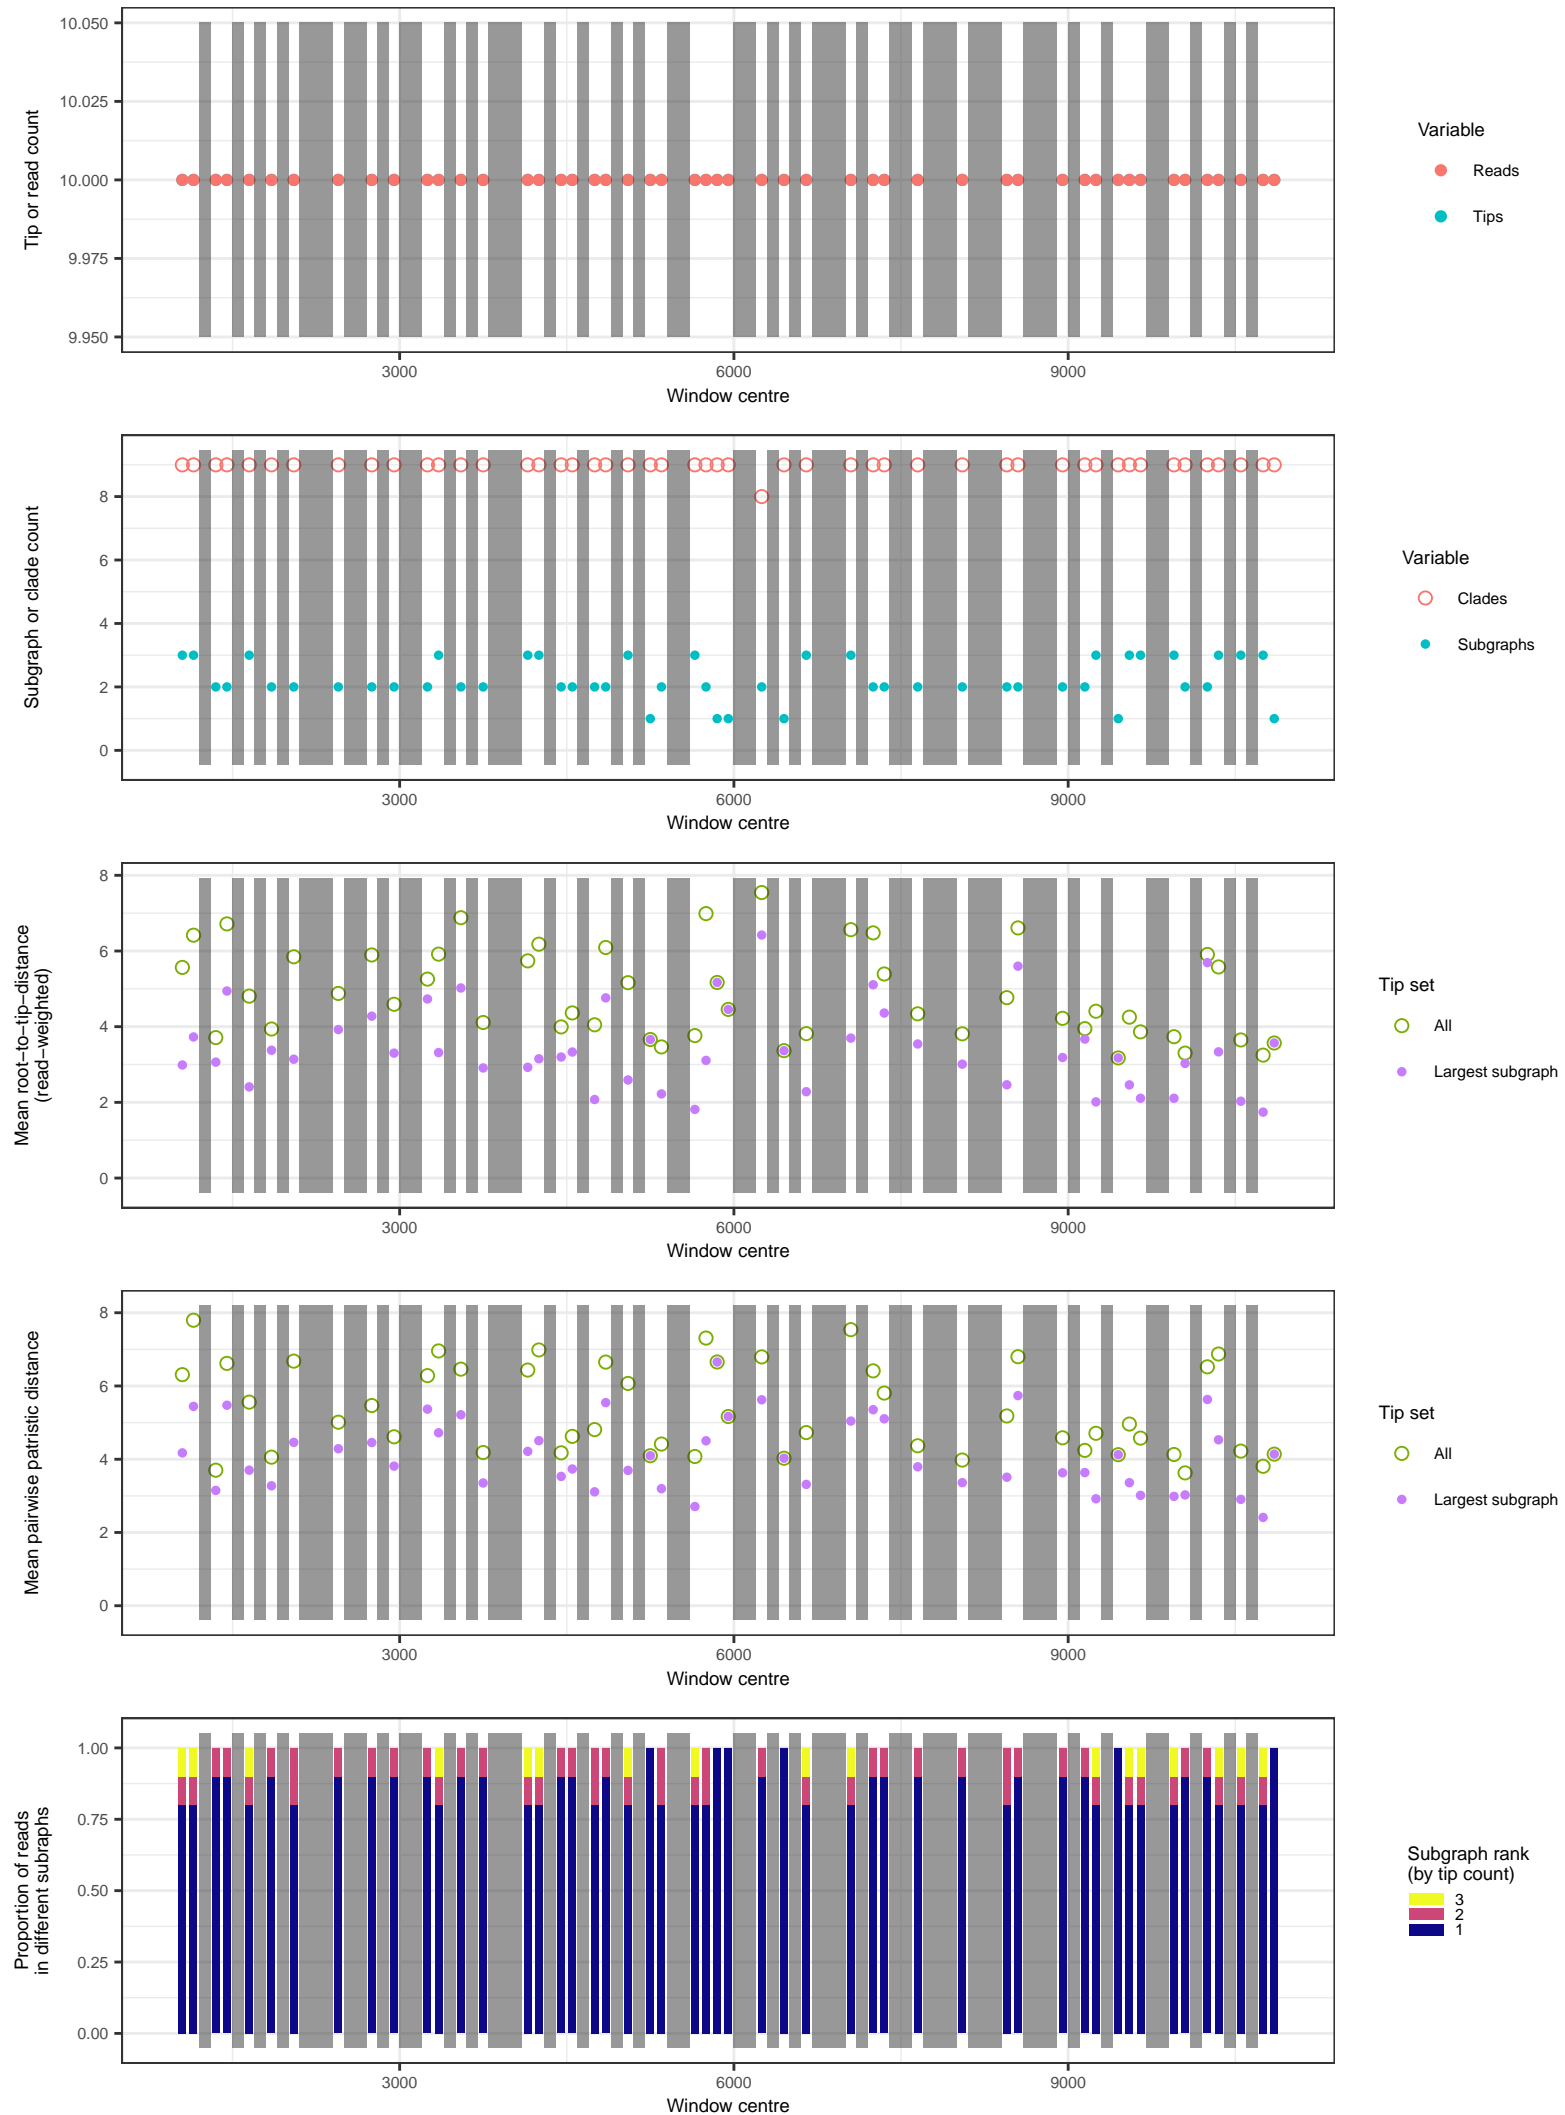 10.050
10.025
10.000
9.975
9.950
Tip or read count
3000
6000
9000
Window centre
Variable
Reads
Tips
8
6
4
2
0
Subgraph or clade count
3000
6000
9000
Window centre
Variable
Clades
Subgraphs
8
6
4
2
0
Mean root−to−tip−distance
(read−weighted)
3000
6000
9000
Window centre
Tip set
All
Largest subgraph
8
6
4
2
0
Mean pairwise patristic distance
3000
6000
9000
Window centre
Tip set
All
Largest subgraph
1.00
0.75
0.50
0.25
0.00
Proportion of reads
in different subraphs
3000
6000
9000
Window centre
Subgraph rank
(by tip count)
3
2
1